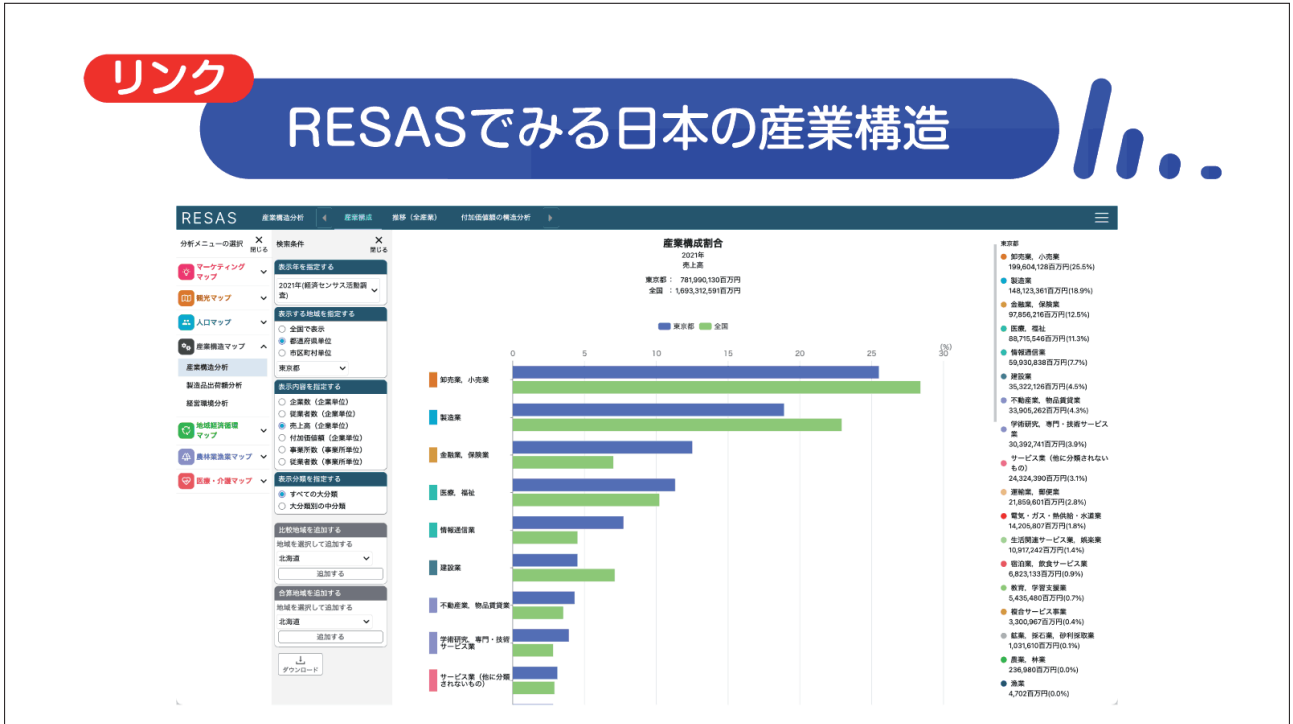 リンク
RESASでみる日本の産業構造
RESAS 産業構造分析 産業構成 推移（全産業） 付加価値額の構造分析
分析メニューの選択
閉じる
マーケティング
マップ
観光マップ
人口マップ
産業構造マップ
産業構造分析
製造品出荷額分析
経営環境分析
地域経済循環
マップ
農林業漁業マップ
医療・介護マップ
検索条件
閉じる
表示年を指定する
2021年(経済センサス活動調
査)
表示する地域を指定する
全国で表示
都道府県単位
市区町村単位
東京都
表示内容を指定する
企業数（企業単位）
従業者数（企業単位）
売上高（企業単位）
付加価値額（企業単位）
事業所数（事業所単位）
従業者数（事業所単位）
表示分類を指定する
すべての大分類
大分類別の中分類
比較地域を追加する
地域を選択して追加する
北海道
追加する
合算地域を追加する
地域を選択して追加する
北海道
追加する
ダウンロード
産業構成割合
2021年
売上高
東京都： 781,990,130百万円
全国 ：1,693,312,591百万円
東京都 全国
(%)
0 5 10 15 20 25 30
卸売業，小売業
製造業
金融業，保険業
医療，福祉
情報通信業
建設業
不動産業，物品賃貸業
学術研究，専門・技術
サービス業
サービス業（他に分類
されないもの）
東京都
卸売業，小売業
199,604,128百万円(25.5%)
製造業
148,123,361百万円(18.9%)
金融業，保険業
97,856,216百万円(12.5%)
医療，福祉
88,715,546百万円(11.3%)
情報通信業
59,930,838百万円(7.7%)
建設業
35,322,126百万円(4.5%)
不動産業，物品賃貸業
33,905,262百万円(4.3%)
学術研究，専門・技術サービス
業
30,392,741百万円(3.9%)
サービス業（他に分類されない
もの）
24,324,390百万円(3.1%)
運輸業，郵便業
21,859,601百万円(2.8%)
電気・ガス・熱供給・水道業
14,205,807百万円(1.8%)
生活関連サービス業，娯楽業
10,917,242百万円(1.4%)
宿泊業，飲食サービス業
6,823,133百万円(0.9%)
教育，学習支援業
5,435,480百万円(0.7%)
複合サービス事業
3,300,967百万円(0.4%)
鉱業，採石業，砂利採取業
1,031,610百万円(0.1%)
農業，林業
236,980百万円(0.0%)
漁業
4,702百万円(0.0%)